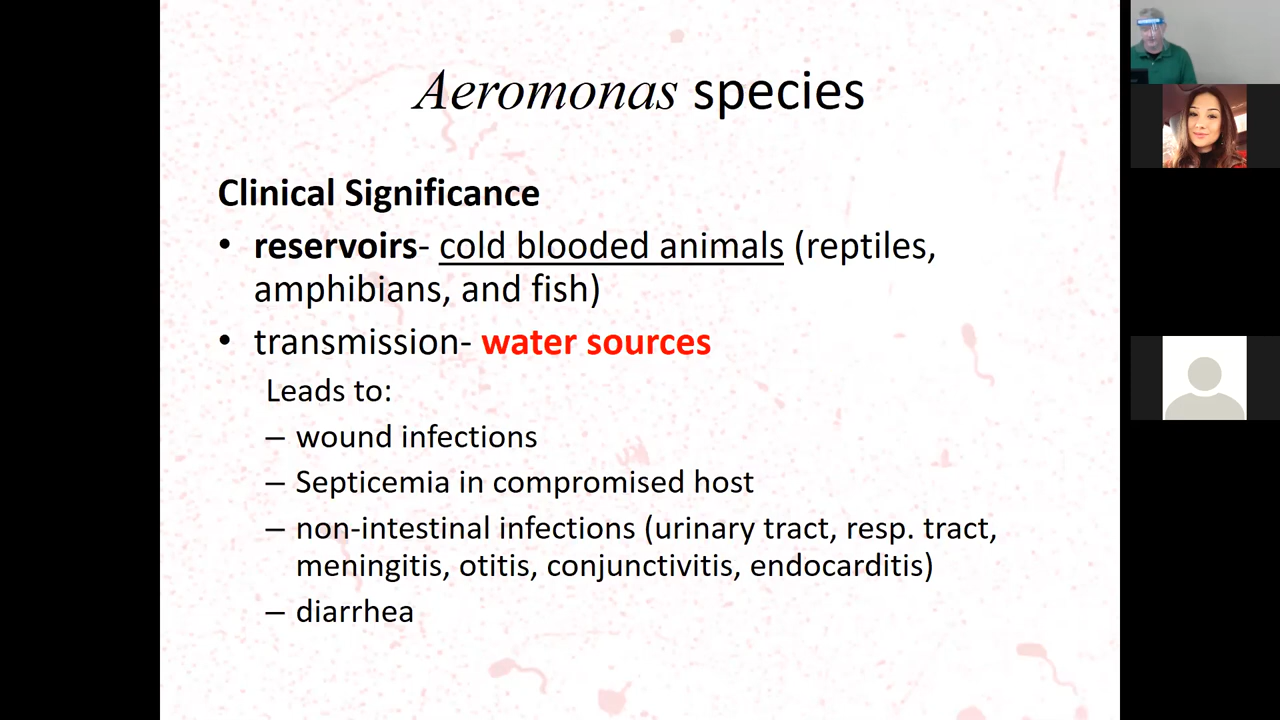 Aeromonas species
Clinical Significance
• reservoirs- cold blooded animals (reptiles,
amphibians, and fish)
• transmission- water sources
Leads to:
– wound infections
– Septicemia in compromised host
– non-intestinal infections (urinary tract, resp. tract,
meningitis, otitis, conjunctivitis, endocarditis)
– diarrhea